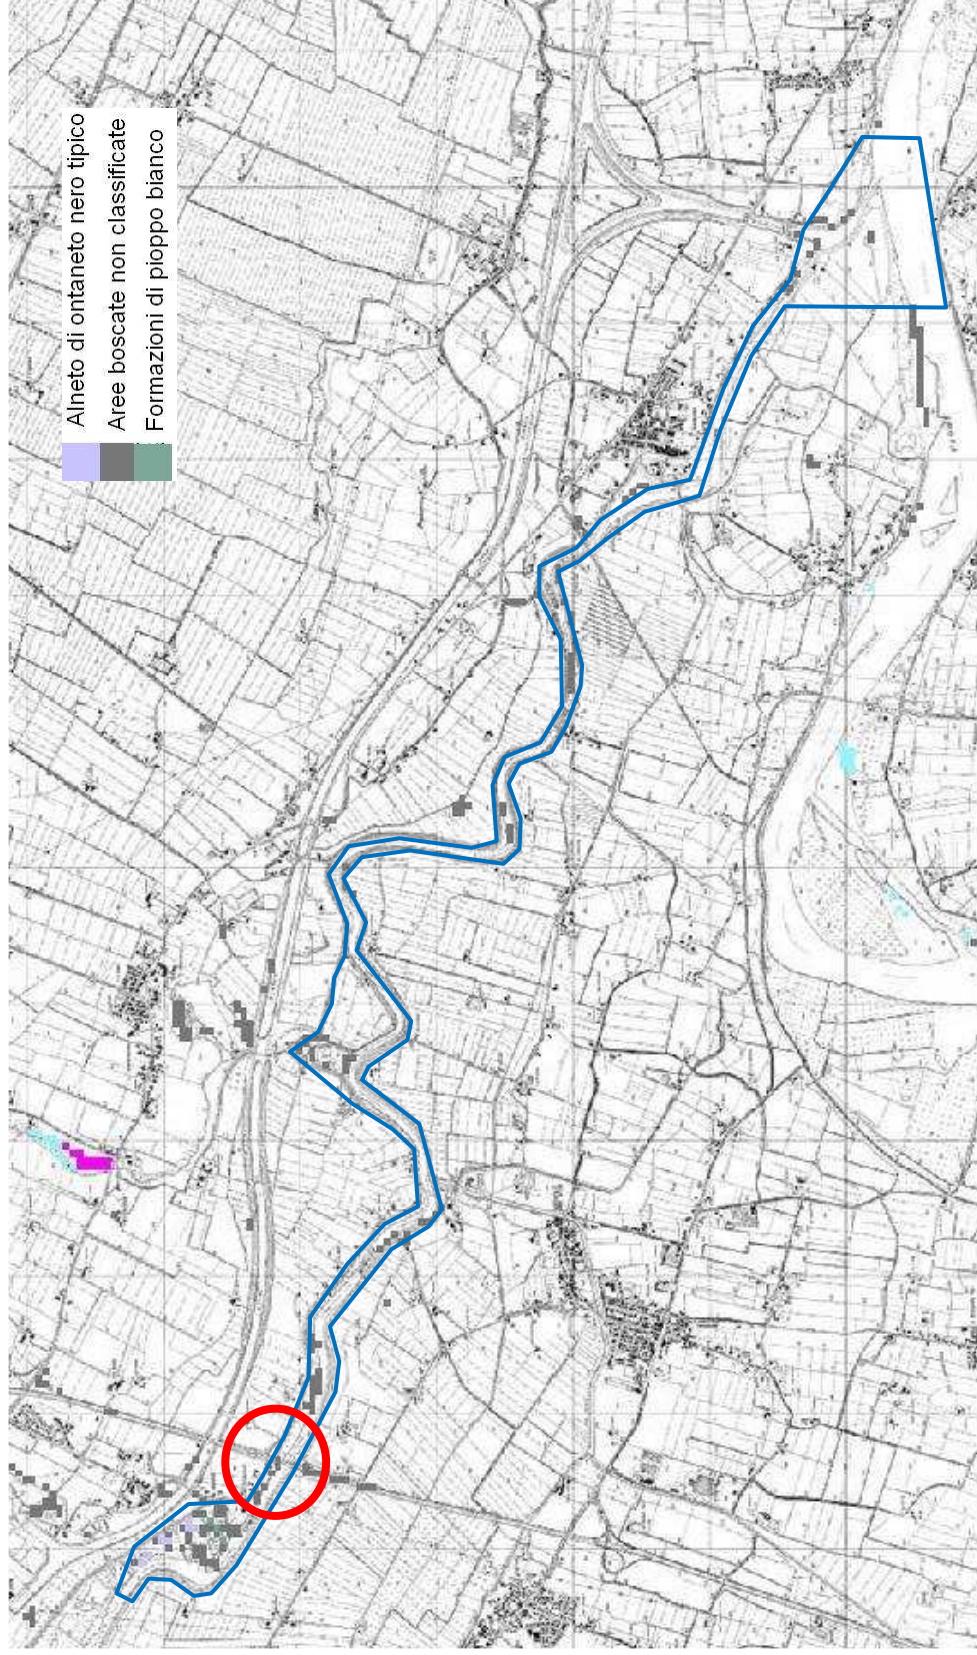 Alneto di ontaneto nero tipico
Aree boscate non classificate
Formazioni di pioppo bianco